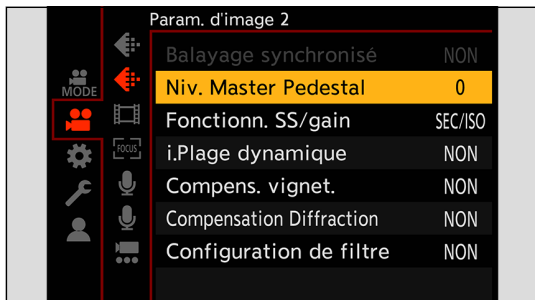 Param. d'image 2
MODE
FOCUS
Balayage synchronisé NON
Niv. Master Pedestal 0
Fonctionn. SS/gain SEC/ISO
i.Plage dynamique NON
Compens. vignet. NON
Compensation Diffraction NON
Configuration de filtre NON